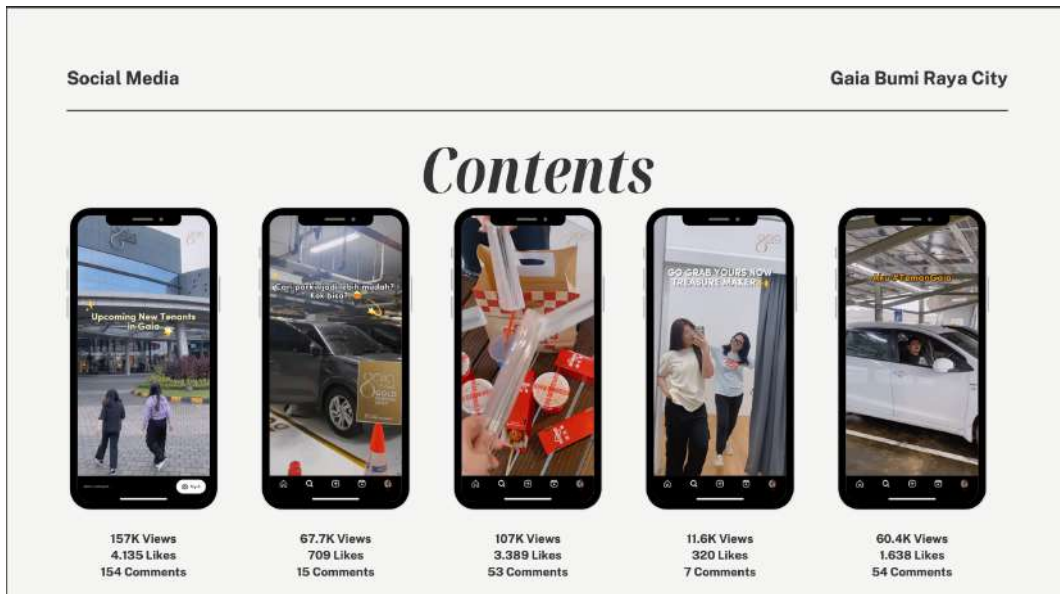 Social Media
Gaia Bumi Raya City
Contents
Upcoming New Tenants
in Gaia
Cari parkir jadi lebih mudah?
Kok bisa?
GOLD
GO GRAB YOURS NOW
TREASURE MAKER
157K Views
4.135 Likes
154 Comments
67.7K Views
709 Likes
15 Comments
107K Views
3.389 Likes
53 Comments
11.6K Views
320 Likes
7 Comments
60.4K Views
1.638 Likes
54 Comments